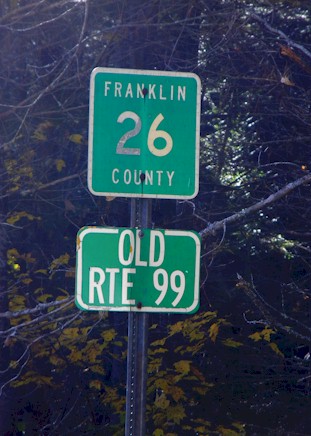 FRANKLIN
26
COUNTY
OLD
RTE 99